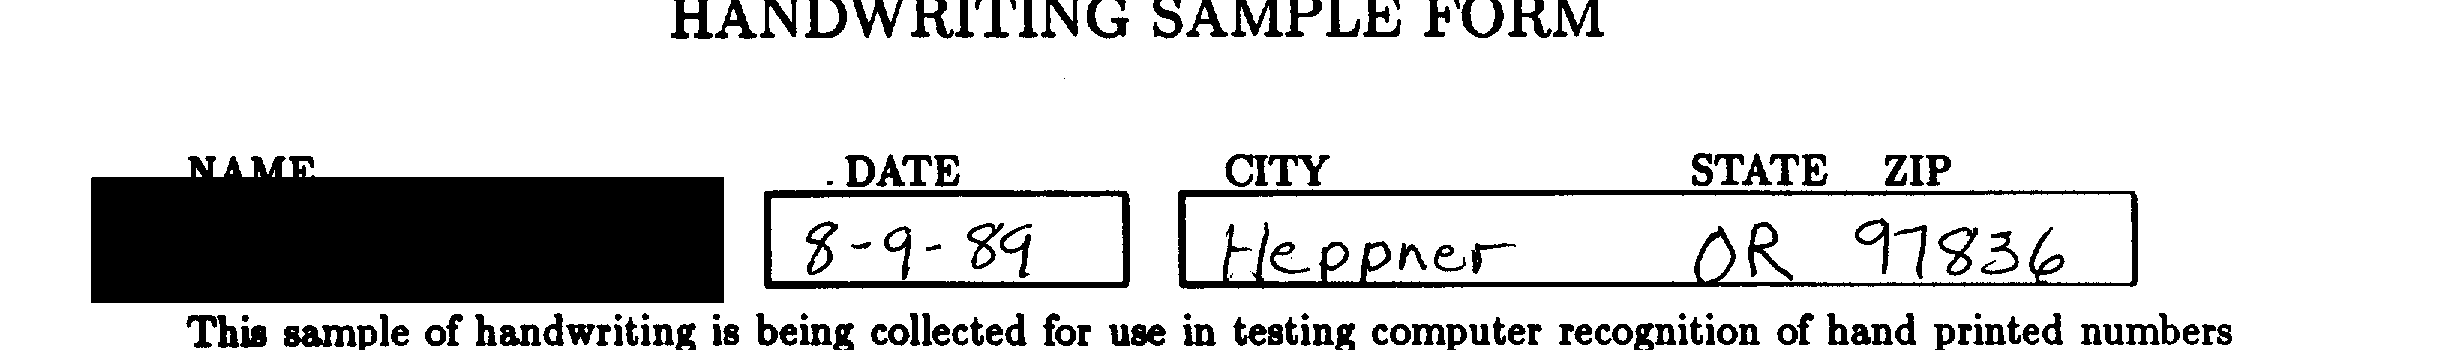 HANDWRITING SAMPLE FORM
NAME DATE CITY STATE ZIP
8-9-89 Heppner OR 97836
This sample of handwriting is being collected for use in testing computer recognition of hand printed numbers